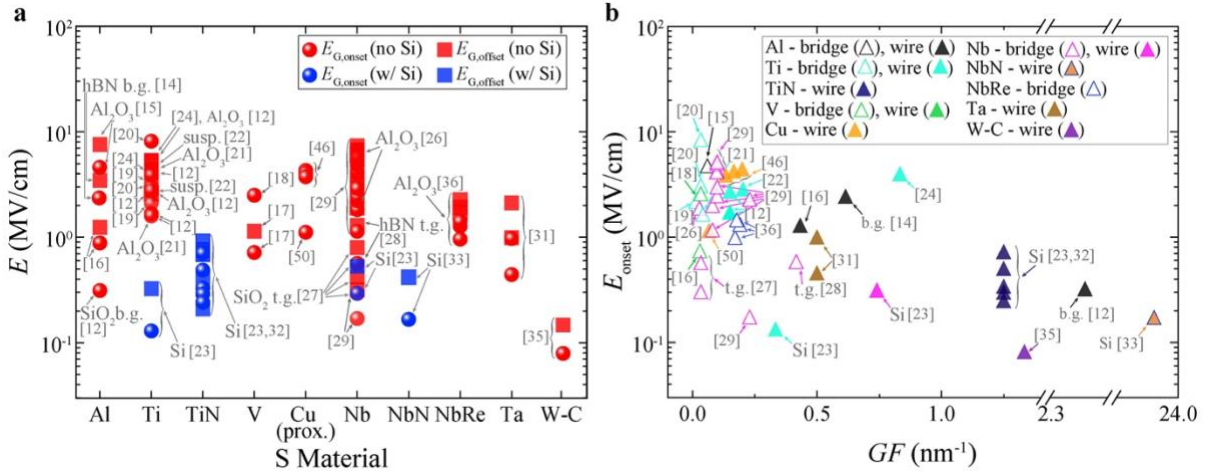 a
E (MV/cm)
10²
10¹
10⁰
10⁻¹
E_G,onset (no Si)
E_G,offset (no Si)
E_G,onset (w/ Si)
E_G,offset (w/ Si)
hBN b.g. [14]
Al₂O₃ [15]
[20]
[24]
[19]
[20]
[12]
[19]
[16]
SiO₂ b.g.
[12]
[24], Al₂O₃ [12]
susp. [22]
Al₂O₃[21]
[12]
susp. [22]
Al₂O₃ [12]
[12]
Al₂O₃ [21]
Si [23]
Si[23,32]
[18]
[17]
[17]
[46]
[50]
[29]
Al₂O₃ [26]
hBN t.g.
[28]
Si[23]
SiO₂ t.g.[27]
[29]
Si[33]
Al₂O₃[36]
[31]
[35]
Al
Ti
TiN
V
Cu
(prox.)
Nb
NbN
NbRe
Ta
W-C
S Material
b
E_onset (MV/cm)
10²
10¹
10⁰
10⁻¹
Al - bridge (△), wire (▲)
Ti - bridge (△), wire (▲)
TiN - wire (▲)
V - bridge (△), wire (▲)
Cu - wire (▲)
Nb - bridge (△), wire (▲)
NbN - wire (▲)
NbRe - bridge (△)
Ta - wire (▲)
W-C - wire (▲)
[20]
[15]
[29]
[20]
[21]
[46]
[18]
[22]
[29]
[19]
[12]
[26]
[36]
[16]
[50]
t.g.[27]
[29]
[16]
b.g. [14]
[24]
[31]
t.g. [28]
Si [23]
Si [23]
Si [23,32]
b.g. [12]
[35]
Si [33]
0.0
0.5
1.0
2.3
24.0
GF (nm⁻¹)